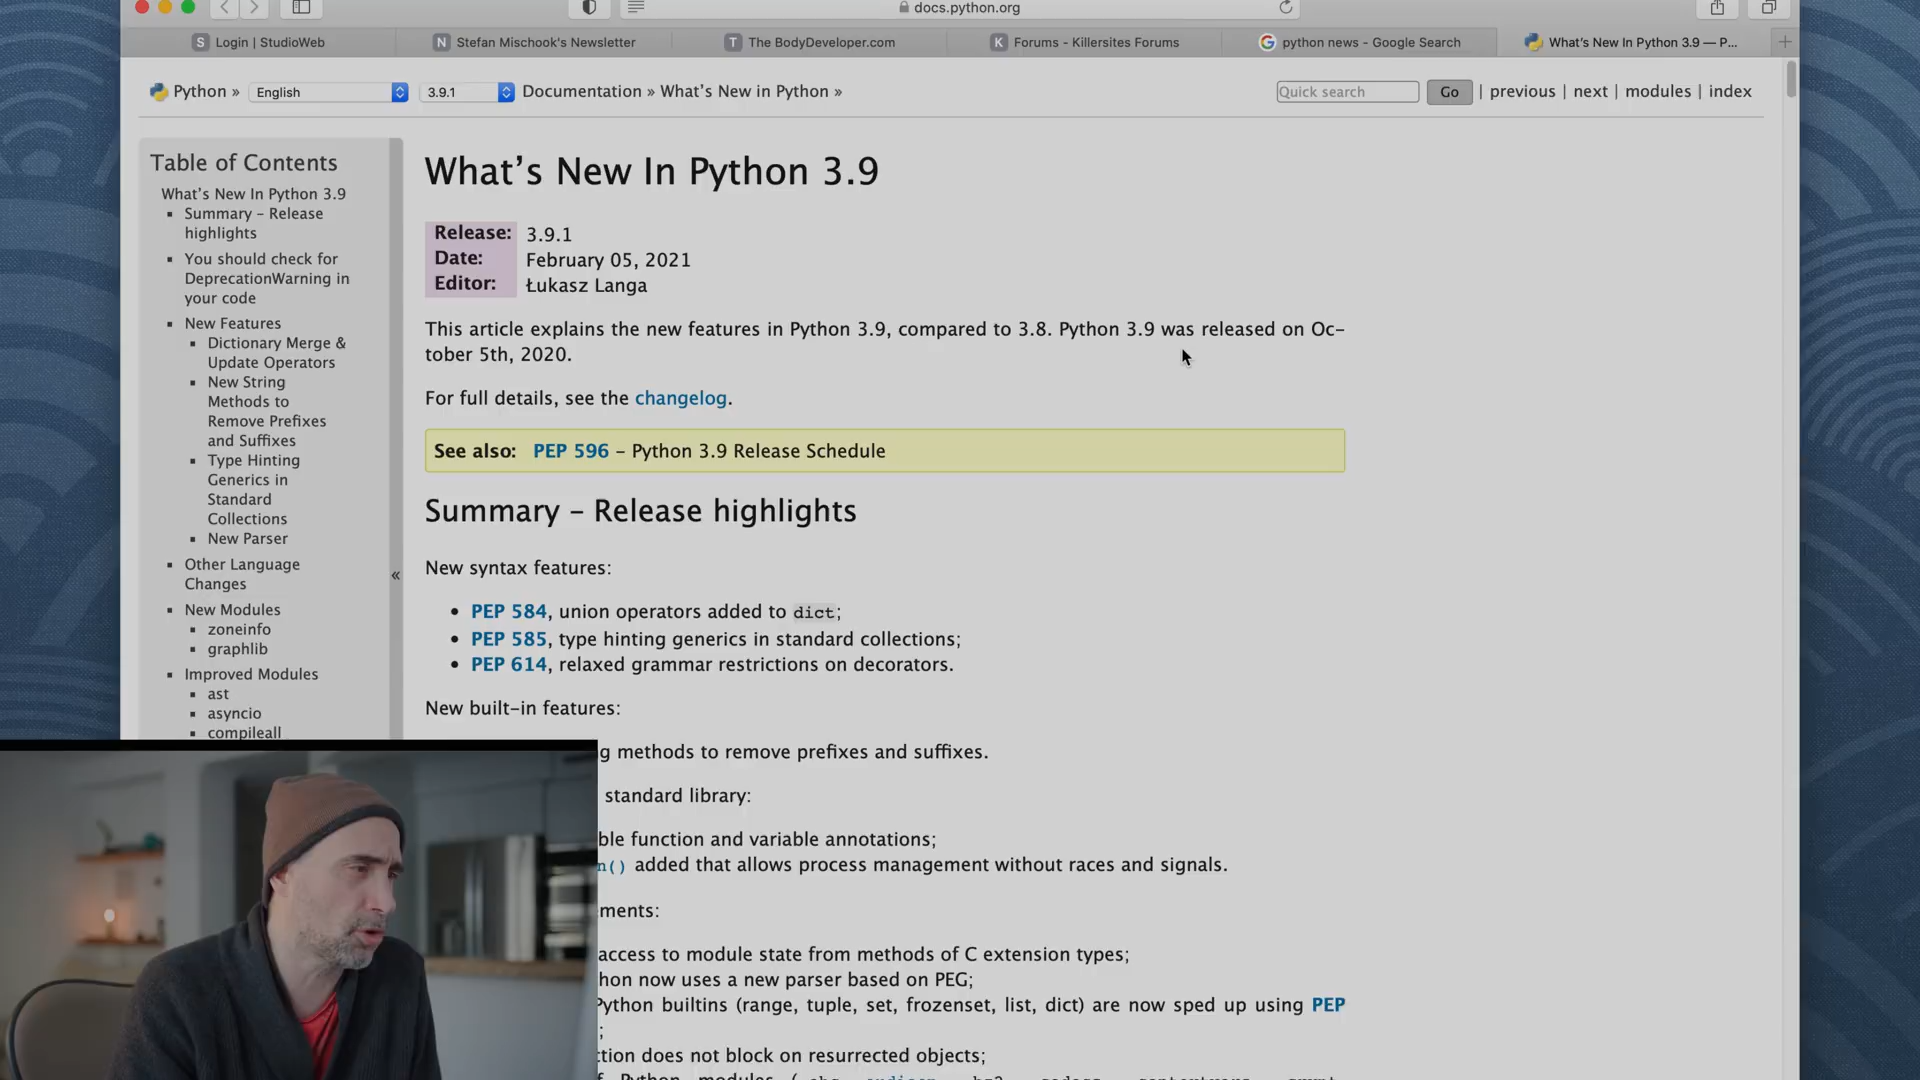 docs.python.org
Login | StudioWeb
Stefan Mischook's Newsletter
The BodyDeveloper.com
Forums - Killersites Forums
python news - Google Search
What's New In Python 3.9 — P...
Python » English 3.9.1 Documentation » What's New in Python »
Quick search Go | previous | next | modules | index
Table of Contents
What's New In Python 3.9
Summary – Release
highlights
You should check for
DeprecationWarning in
your code
New Features
Dictionary Merge &
Update Operators
New String
Methods to
Remove Prefixes
and Suffixes
Type Hinting
Generics in
Standard
Collections
New Parser
Other Language
Changes
New Modules
zoneinfo
graphlib
Improved Modules
ast
asyncio
compileall
«
What's New In Python 3.9
Release: 3.9.1
Date: February 05, 2021
Editor: Łukasz Langa
This article explains the new features in Python 3.9, compared to 3.8. Python 3.9 was released on Oc-
tober 5th, 2020.
For full details, see the changelog.
See also: PEP 596 – Python 3.9 Release Schedule
Summary – Release highlights
New syntax features:
• PEP 584, union operators added to dict;
• PEP 585, type hinting generics in standard collections;
• PEP 614, relaxed grammar restrictions on decorators.
New built-in features:
g methods to remove prefixes and suffixes.
standard library:
ble function and variable annotations;
n() added that allows process management without races and signals.
ments:
access to module state from methods of C extension types;
hon now uses a new parser based on PEG;
Python builtins (range, tuple, set, frozenset, list, dict) are now sped up using PEP
;
ction does not block on resurrected objects;